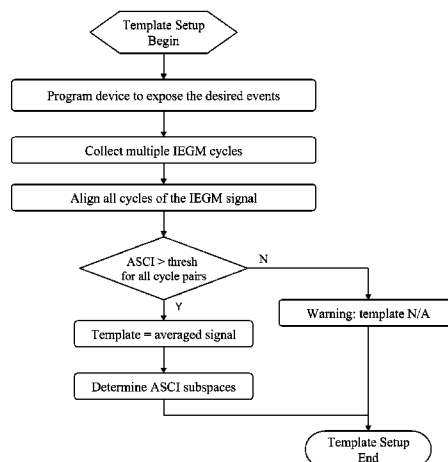 Template Setup
Begin
Program device to expose the desired events
Collect multiple IEGM cycles
Align all cycles of the IEGM signal
ASCI > thresh
for all cycle pairs
N
Y
Warning: template N/A
Template = averaged signal
Determine ASCI subspaces
Template Setup
End